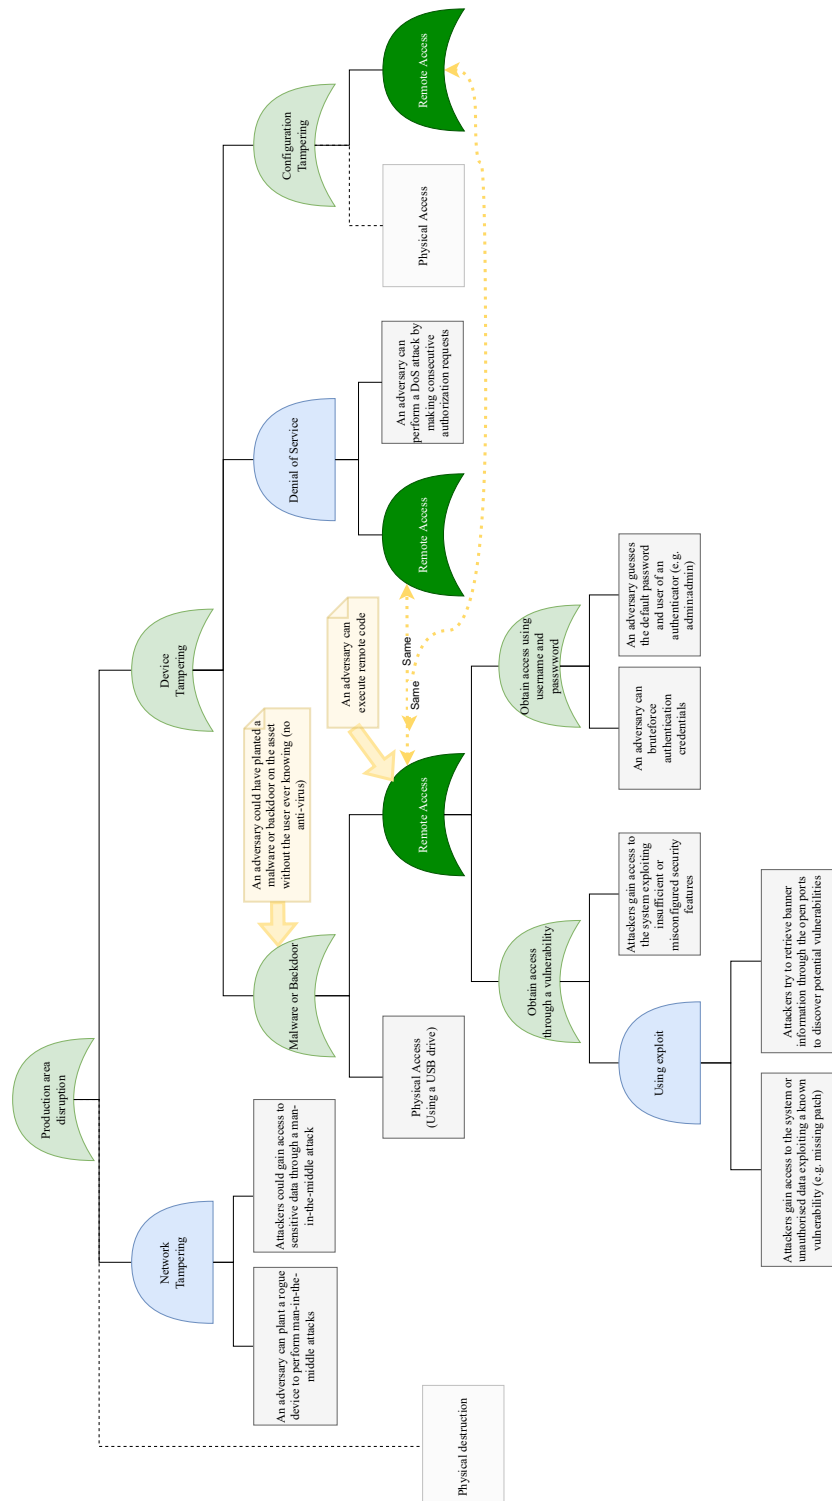 Production area
disruption
Network
Tampering
Device
Tampering
An adversary can plant a rogue
device to perform man-in-the-
middle attacks
Attackers could gain access to
sensitive data through a man-
in-the-middle attack
Physical destruction
Malware or Backdoor
An adversary could have planted a
malware or backdoor on the asset
without the user ever knowing (no
anti-virus)
Denial of Service
Configuration
Tampering
An adversary can
execute remote code
Physical Access
(Using a USB drive)
Remote Access
Same
Same
Remote Access
An adversary can
perform a DoS attack by
making consecutive
authorization requests
Physical Access
Remote Access
Obtain access
through a vulnerability
Obtain access using
username and
passwword
Using exploit
Attackers gain access to
the system exploiting
insufficient or
misconfigured security
features
An adversary can
bruteforce
authentication
credentials
An adversary guesses
the default password
and user of an
authenticator (e.g.
admin:admin)
Attackers gain access to the system or
unauthorised data exploiting a known
vulnerability (e.g. missing patch)
Attackers try to retrieve banner
information through the open ports
to discover potential vulnerabilities